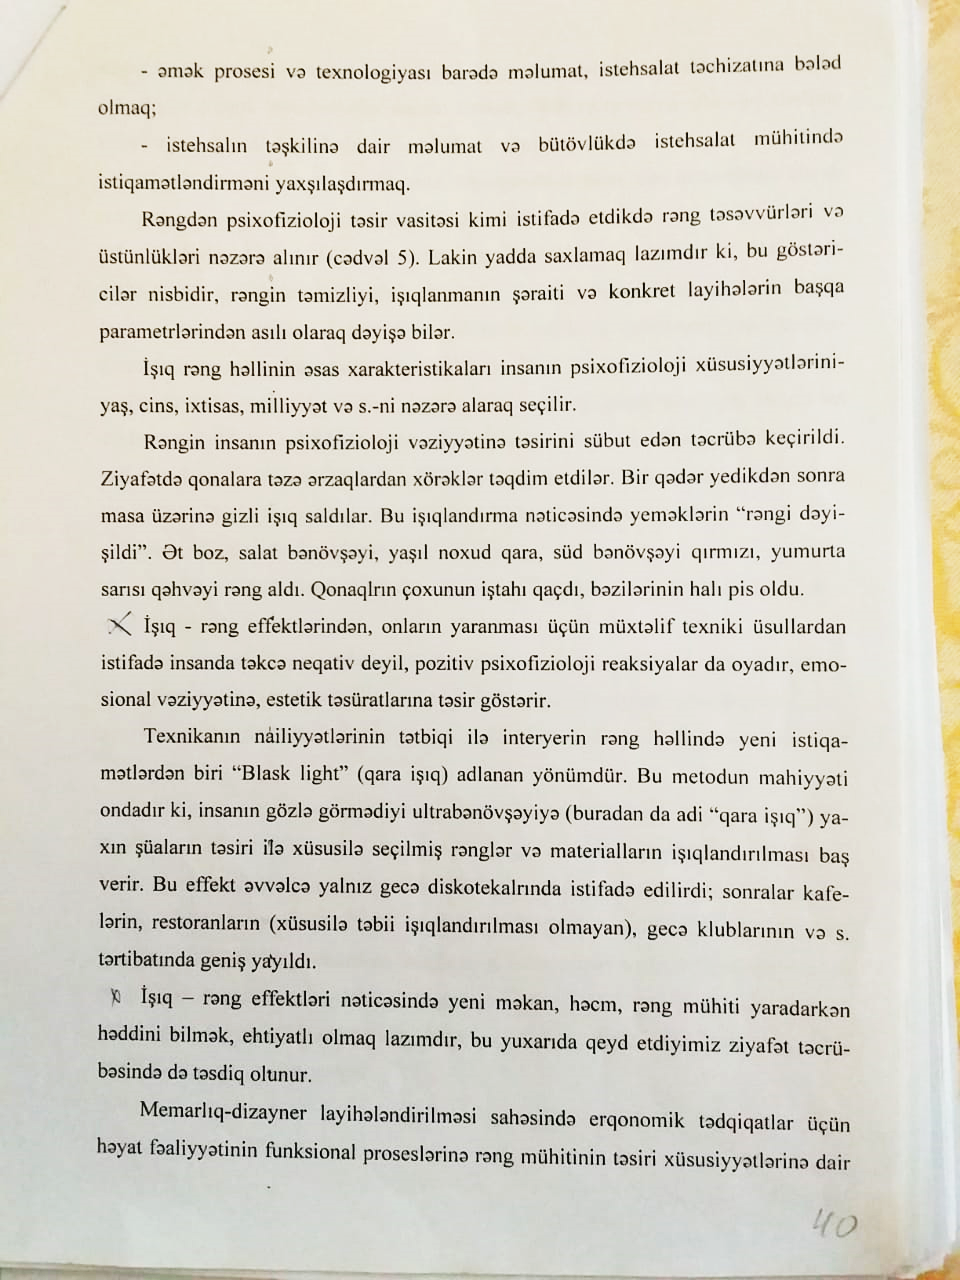 - əmək prosesi və texnologiyası barədə məlumat, istehsalat təchizatına bələd
olmaq;
- istehsalın təşkilinə dair məlumat və bütövlükdə istehsalat mühitində
istiqamətləndirməni yaxşılaşdırmaq.
Rəngdən psixofizioloji təsir vasitəsi kimi istifadə etdikdə rəng təsəvvürləri və
üstünlükləri nəzərə alınır (cədvəl 5). Lakin yadda saxlamaq lazımdır ki, bu göstəri-
cilər nisbidir, rəngin təmizliyi, işıqlanmanın şəraiti və konkret layihələrin başqa
parametrlərindən asılı olaraq dəyişə bilər.
İşıq rəng həllinin əsas xarakteristikaları insanın psixofizioloji xüsusiyyətlərini-
yaş, cins, ixtisas, milliyyət və s.-ni nəzərə alaraq seçilir.
Rəngin insanın psixofizioloji vəziyyətinə təsirini sübut edən təcrübə keçirildi.
Ziyafətdə qonalara təzə ərzaqlardan xörəklər təqdim etdilər. Bir qədər yedikdən sonra
masa üzərinə gizli işıq saldılar. Bu işıqlandırma nəticəsində yeməklərin “rəngi dəyi-
şildi”. Ət boz, salat bənövşəyi, yaşıl noxud qara, süd bənövşəyi qırmızı, yumurta
sarısı qəhvəyi rəng aldı. Qonaqlrın çoxunun iştahı qaçdı, bəzilərinin halı pis oldu.
İşıq - rəng effektlərindən, onların yaranması üçün müxtəlif texniki üsullardan
istifadə insanda təkcə neqativ deyil, pozitiv psixofizioloji reaksiyalar da oyadır, emo-
sional vəziyyətinə, estetik təsüratlarına təsir göstərir.
Texnikanın nailiyyətlərinin tətbiqi ilə interyerin rəng həllində yeni istiqa-
mətlərdən biri “Blask light” (qara işıq) adlanan yönümdür. Bu metodun mahiyyəti
ondadır ki, insanın gözlə görmədiyi ultrabənövşəyiyə (buradan da adi “qara işıq”) ya-
xın şüaların təsiri ilə xüsusilə seçilmiş rənglər və materialların işıqlandırılması baş
verir. Bu effekt əvvəlcə yalnız gecə diskotekalrında istifadə edilirdi; sonralar kafe-
lərin, restoranların (xüsusilə təbii işıqlandırılması olmayan), gecə klublarının və s.
tərtibatında geniş yayıldı.
İşıq – rəng effektləri nəticəsində yeni məkan, həcm, rəng mühiti yaradarkən
həddini bilmək, ehtiyatlı olmaq lazımdır, bu yuxarıda qeyd etdiyimiz ziyafət təcrü-
bəsində də təsdiq olunur.
Memarlıq-dizayner layihələndirilməsi sahəsində erqonomik tədqiqatlar üçün
həyat fəaliyyətinin funksional proseslərinə rəng mühitinin təsiri xüsusiyyətlərinə dair
40